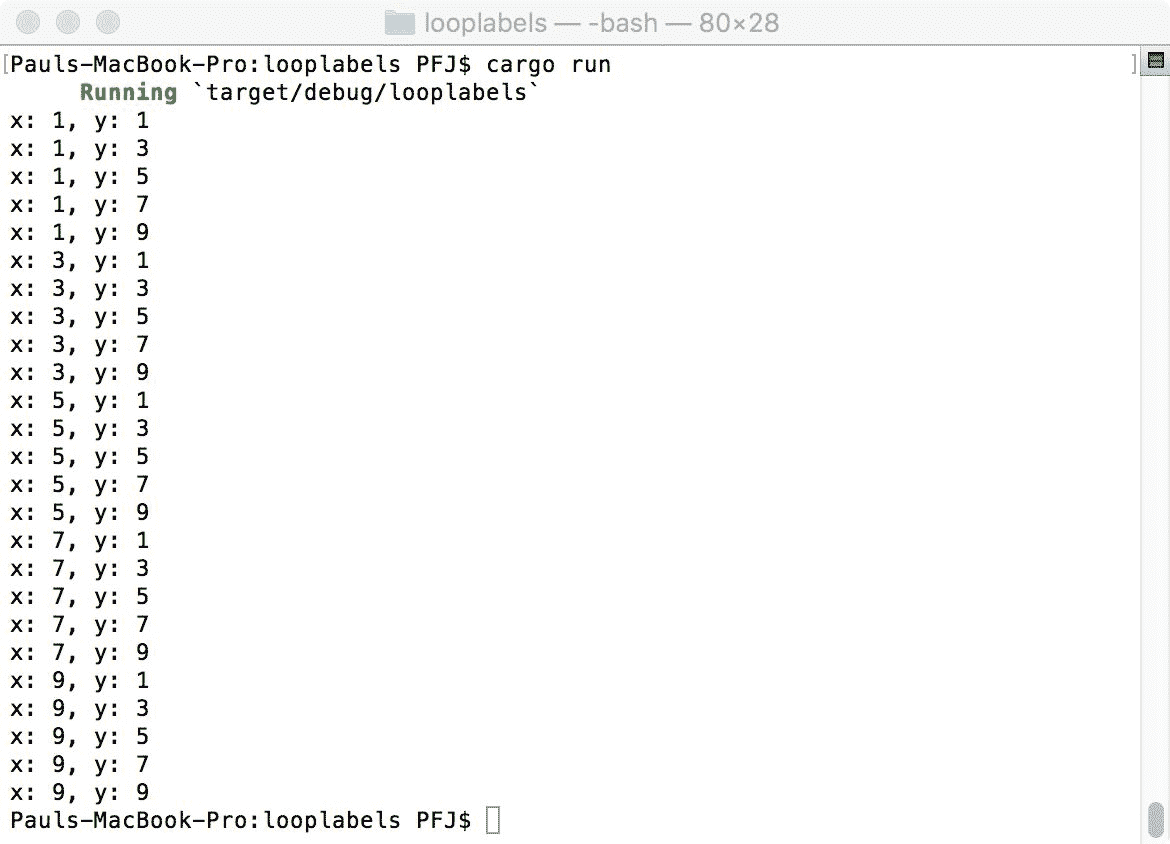 looplabels — -bash — 80×28
[Pauls-MacBook-Pro:looplabels PFJ$ cargo run ]
Running `target/debug/looplabels`
x: 1, y: 1
x: 1, y: 3
x: 1, y: 5
x: 1, y: 7
x: 1, y: 9
x: 3, y: 1
x: 3, y: 3
x: 3, y: 5
x: 3, y: 7
x: 3, y: 9
x: 5, y: 1
x: 5, y: 3
x: 5, y: 5
x: 5, y: 7
x: 5, y: 9
x: 7, y: 1
x: 7, y: 3
x: 7, y: 5
x: 7, y: 7
x: 7, y: 9
x: 9, y: 1
x: 9, y: 3
x: 9, y: 5
x: 9, y: 7
x: 9, y: 9
Pauls-MacBook-Pro:looplabels PFJ$